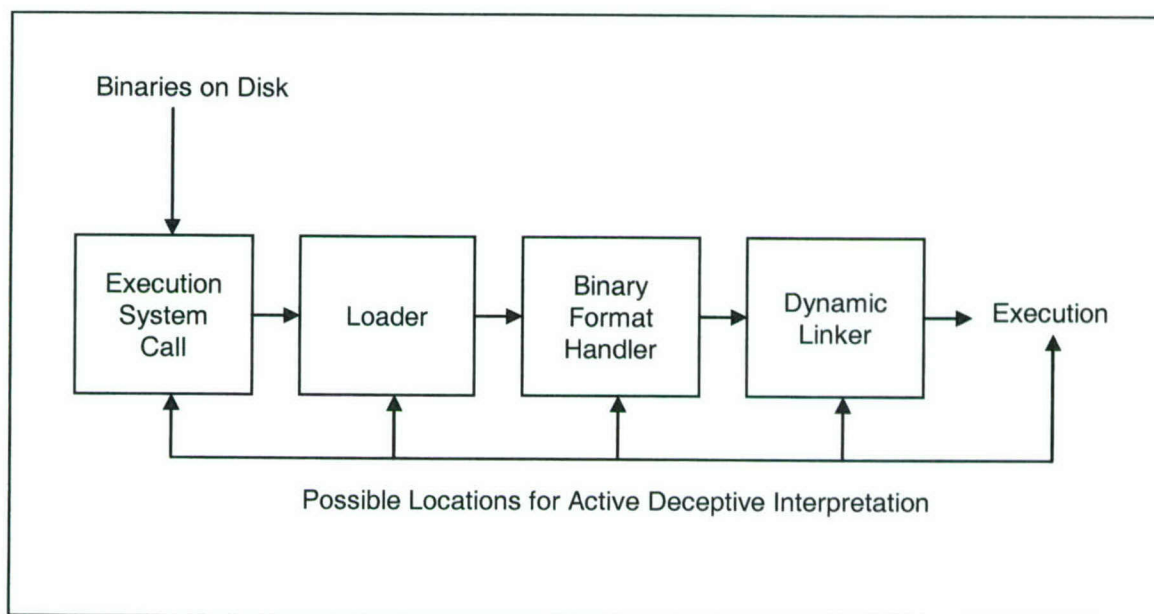 Binaries on Disk
Execution
System
Call
Loader
Binary
Format
Handler
Dynamic
Linker
Execution
Possible Locations for Active Deceptive Interpretation